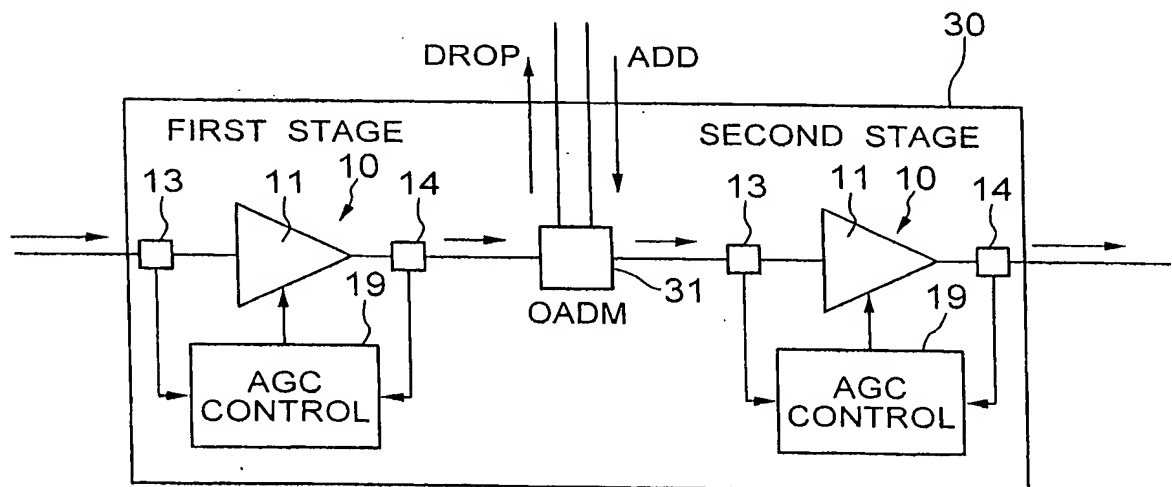 30
DROP ADD
FIRST STAGE SECOND STAGE
13 11 10 14 13 11 10 14
31
OADM
19 19
AGC CONTROL
AGC CONTROL